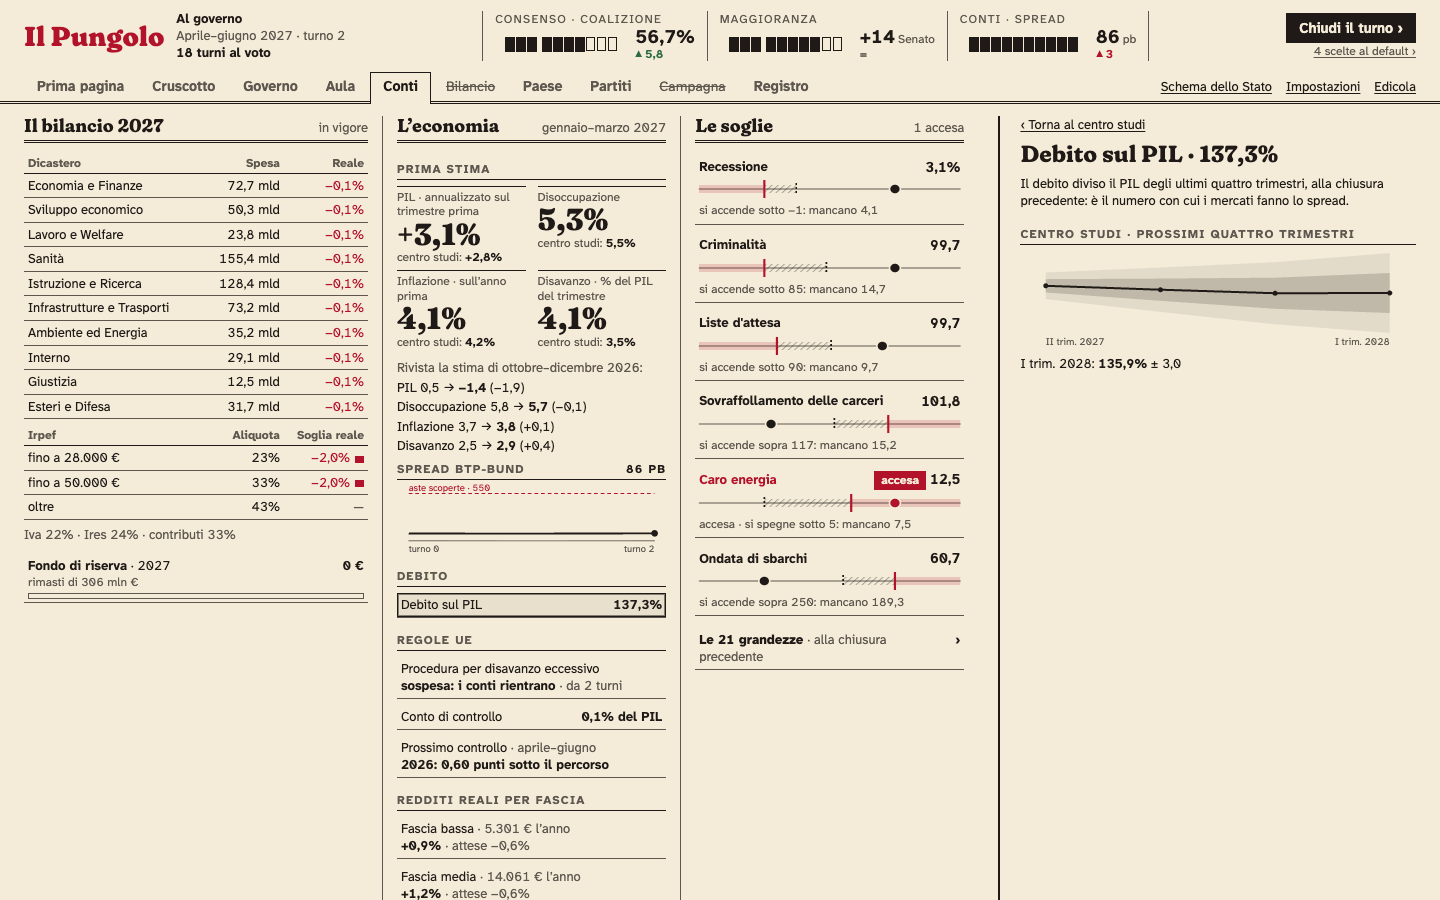 Il Pungolo
Al governo
Aprile–giugno 2027 · turno 2
18 turni al voto
CONSENSO · COALIZIONE
56,7%
▲5,8
MAGGIORANZA
+14 Senato
=
CONTI · SPREAD
86 pb
▲3
Chiudi il turno ›
4 scelte al default ›
Prima pagina
Cruscotto
Governo
Aula
Conti
Bilancio
Paese
Partiti
Campagna
Registro
Schema dello Stato
Impostazioni
Edicola
Il bilancio 2027
in vigore
Dicastero Spesa Reale
Economia e Finanze 72,7 mld −0,1%
Sviluppo economico 50,3 mld −0,1%
Lavoro e Welfare 23,8 mld −0,1%
Sanità 155,4 mld −0,1%
Istruzione e Ricerca 128,4 mld −0,1%
Infrastrutture e Trasporti 73,2 mld −0,1%
Ambiente ed Energia 35,2 mld −0,1%
Interno 29,1 mld −0,1%
Giustizia 12,5 mld −0,1%
Esteri e Difesa 31,7 mld −0,1%
Irpef Aliquota Soglia reale
fino a 28.000 € 23% −2,0%
fino a 50.000 € 33% −2,0%
oltre 43% —
Iva 22% · Ires 24% · contributi 33%
Fondo di riserva · 2027 0 €
rimasti di 306 mln €
L'economia
gennaio–marzo 2027
PRIMA STIMA
PIL · annualizzato sul
trimestre prima
+3,1%
centro studi: +2,8%
Disoccupazione
5,3%
centro studi: 5,5%
Inflazione · sull'anno
prima
4,1%
centro studi: 4,2%
Disavanzo · % del PIL
del trimestre
4,1%
centro studi: 3,5%
Rivista la stima di ottobre–dicembre 2026:
PIL 0,5 → −1,4 (−1,9)
Disoccupazione 5,8 → 5,7 (−0,1)
Inflazione 3,7 → 3,8 (+0,1)
Disavanzo 2,5 → 2,9 (+0,4)
SPREAD BTP-BUND 86 PB
aste scoperte · 550
turno 0 turno 2
DEBITO
Debito sul PIL 137,3%
REGOLE UE
Procedura per disavanzo eccessivo
sospesa: i conti rientrano · da 2 turni
Conto di controllo 0,1% del PIL
Prossimo controllo · aprile–giugno
2026: 0,60 punti sotto il percorso
REDDITI REALI PER FASCIA
Fascia bassa · 5.301 € l'anno
+0,9% · attese −0,6%
Fascia media · 14.061 € l'anno
+1,2% · attese −0,6%
Le soglie
1 accesa
Recessione 3,1%
si accende sotto −1: mancano 4,1
Criminalità 99,7
si accende sotto 85: mancano 14,7
Liste d'attesa 99,7
si accende sotto 90: mancano 9,7
Sovraffollamento delle carceri 101,8
si accende sopra 117: mancano 15,2
Caro energia accesa 12,5
accesa · si spegne sotto 5: mancano 7,5
Ondata di sbarchi 60,7
si accende sopra 250: mancano 189,3
Le 21 grandezze · alla chiusura
precedente ›
‹ Torna al centro studi
Debito sul PIL · 137,3%
Il debito diviso il PIL degli ultimi quattro trimestri, alla chiusura
precedente: è il numero con cui i mercati fanno lo spread.
CENTRO STUDI · PROSSIMI QUATTRO TRIMESTRI
II trim. 2027 I trim. 2028
I trim. 2028: 135,9% ± 3,0